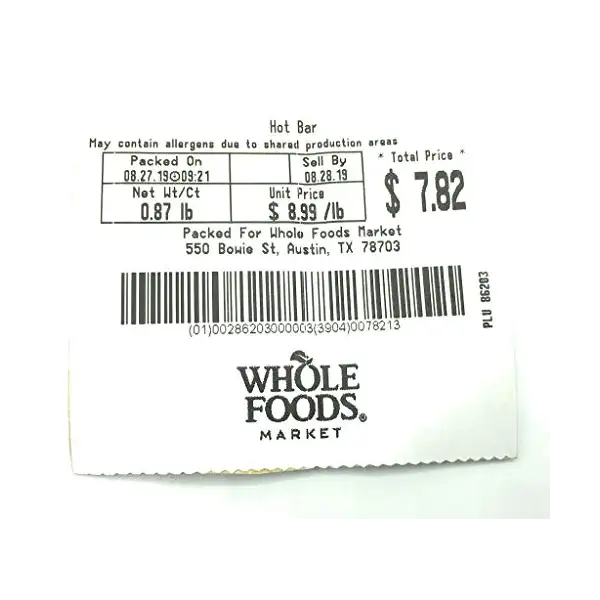 Hot Bar
May contain allergens due to shared production areas
Packed On
08.27.19 09:21
Sell By
08.28.19
* Total Price *
$ 7.82
Net Wt/Ct
0.87 lb
Unit Price
$ 8.99 /lb
Packed For Whole Foods Market
550 Bowie St, Austin, TX 78703
PLU 86203
(01)00286203000003(3904)0078213
WHOLE
FOODS®
MARKET